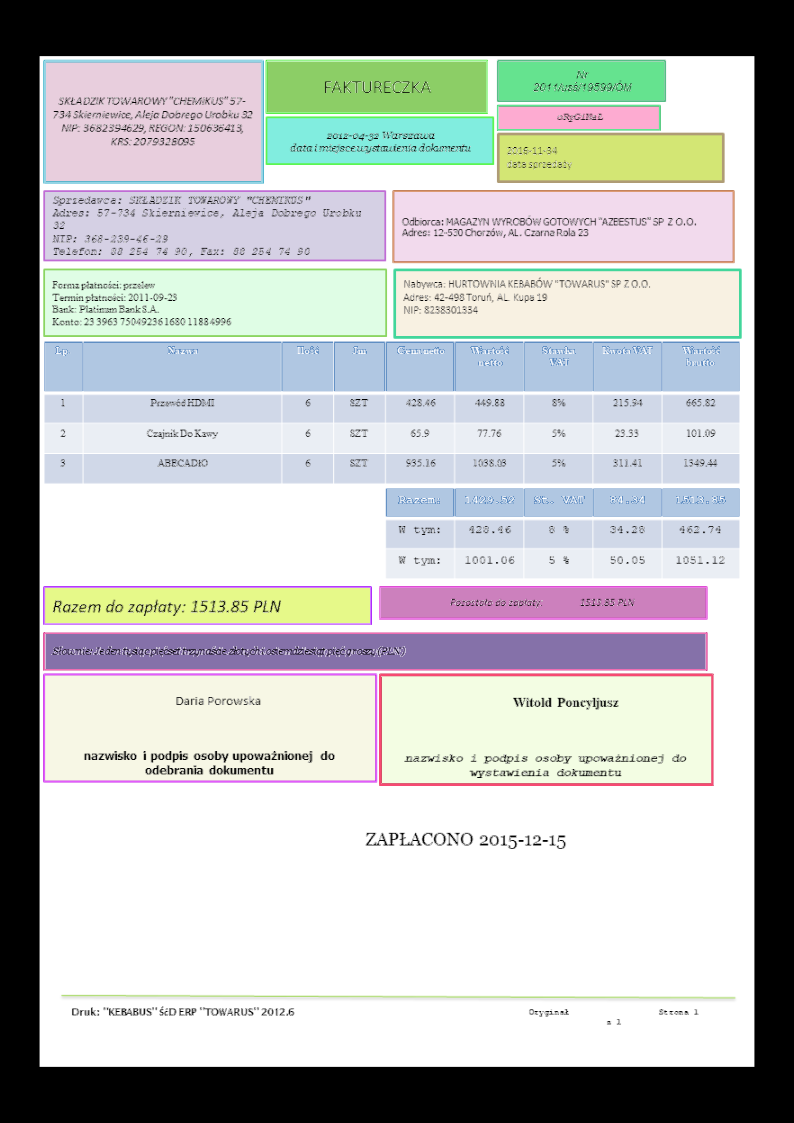 SKŁADZIK TOWAROWY "CHEMIKUS" 57-
734 Skierniewice, Aleja Dobrego Urobku 32
NIP: 3682394629, REGON: 150636413,
KRS: 2079328095
FAKTURECZKA
2012-04-32 Warszawa
data i miejsce wystawienia dokumentu
Nr
2011/usá/19599/ÓM
oRyGINaL
2016-11-34
data sprzedaży
Sprzedawca: SKŁADZIK TOWAROWY "CHEMIKUS"
Adres: 57-734 Skierniewice, Aleja Dobrego Urobku
32
NIP: 368-239-46-29
Telefon: 88 254 74 90, Fax: 88 254 74 90
Odbiorca: MAGAZYN WYROBÓW GOTOWYCH "AZBESTUS" SP Z O.O.
Adres: 12-530 Chorzów, AL. Czarna Rola 23
Forma płatności: przelew
Termin płatności: 2011-09-23
Bank: Platinum Bank S.A.
Konto: 23 3963 7504 9236 1680 1188 4996
Nabywca: HURTOWNIA KEBABÓW "TOWARUS" SP Z O.O.
Adres: 42-498 Toruń, AL. Kupa 19
NIP: 8238301334
Lp Nazwa Ilość Jm Cena netto Wartość netto Stawka VAT Kwota VAT Wartość brutto
1 Przewód HDMI 6 SZT 428.46 449.88 8% 215.94 665.82
2 Czajnik Do Kawy 6 SZT 65.9 77.76 5% 23.33 101.09
3 ABECADŁO 6 SZT 935.16 1038.03 5% 311.41 1349.44
Razem: 1429.52 St. VAT 84.34 1513.85
W tym: 428.46 8 % 34.28 462.74
W tym: 1001.06 5 % 50.05 1051.12
Razem do zapłaty: 1513.85 PLN
Pozostało do zapłaty: 1513.85 PLN
Słownie: Jeden tysiąc pięćset trzynaście złotych i osiemdziesiąt pięć groszy (PLN)
Daria Porowska
nazwisko i podpis osoby upoważnionej do
odebrania dokumentu
Witold Poncyljusz
nazwisko i podpis osoby upoważnionej do
wystawienia dokumentu
ZAPŁACONO 2015-12-15
Druk: "KEBABUS" ŚćD ERP "TOWARUS" 2012.6
Oryginał Strona 1
z 1